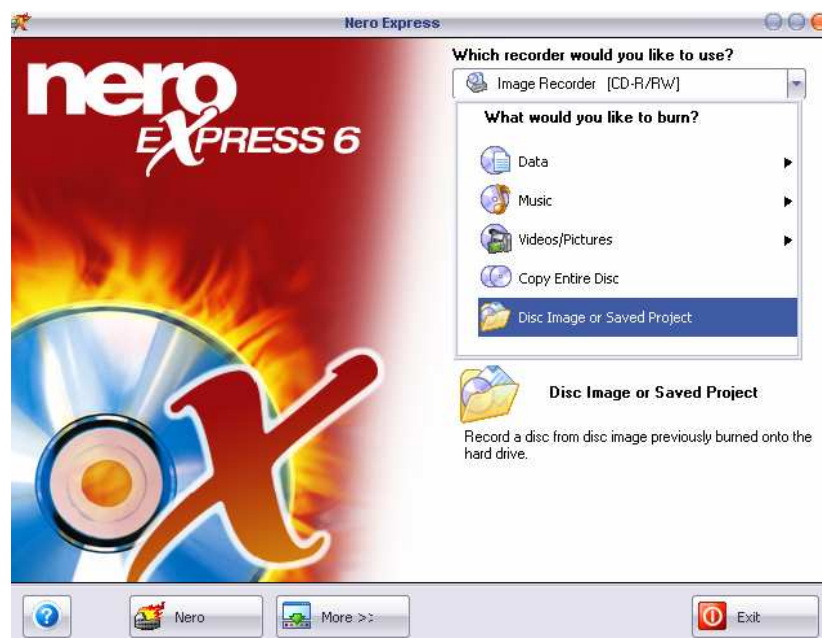 Nero Express
nero
EXPRESS 6
Which recorder would you like to use?
Image Recorder [CD-R/RW]
What would you like to burn?
Data
Music
Videos/Pictures
Copy Entire Disc
Disc Image or Saved Project
Disc Image or Saved Project
Record a disc from disc image previously burned onto the
hard drive.
?
Nero
More >>
Exit